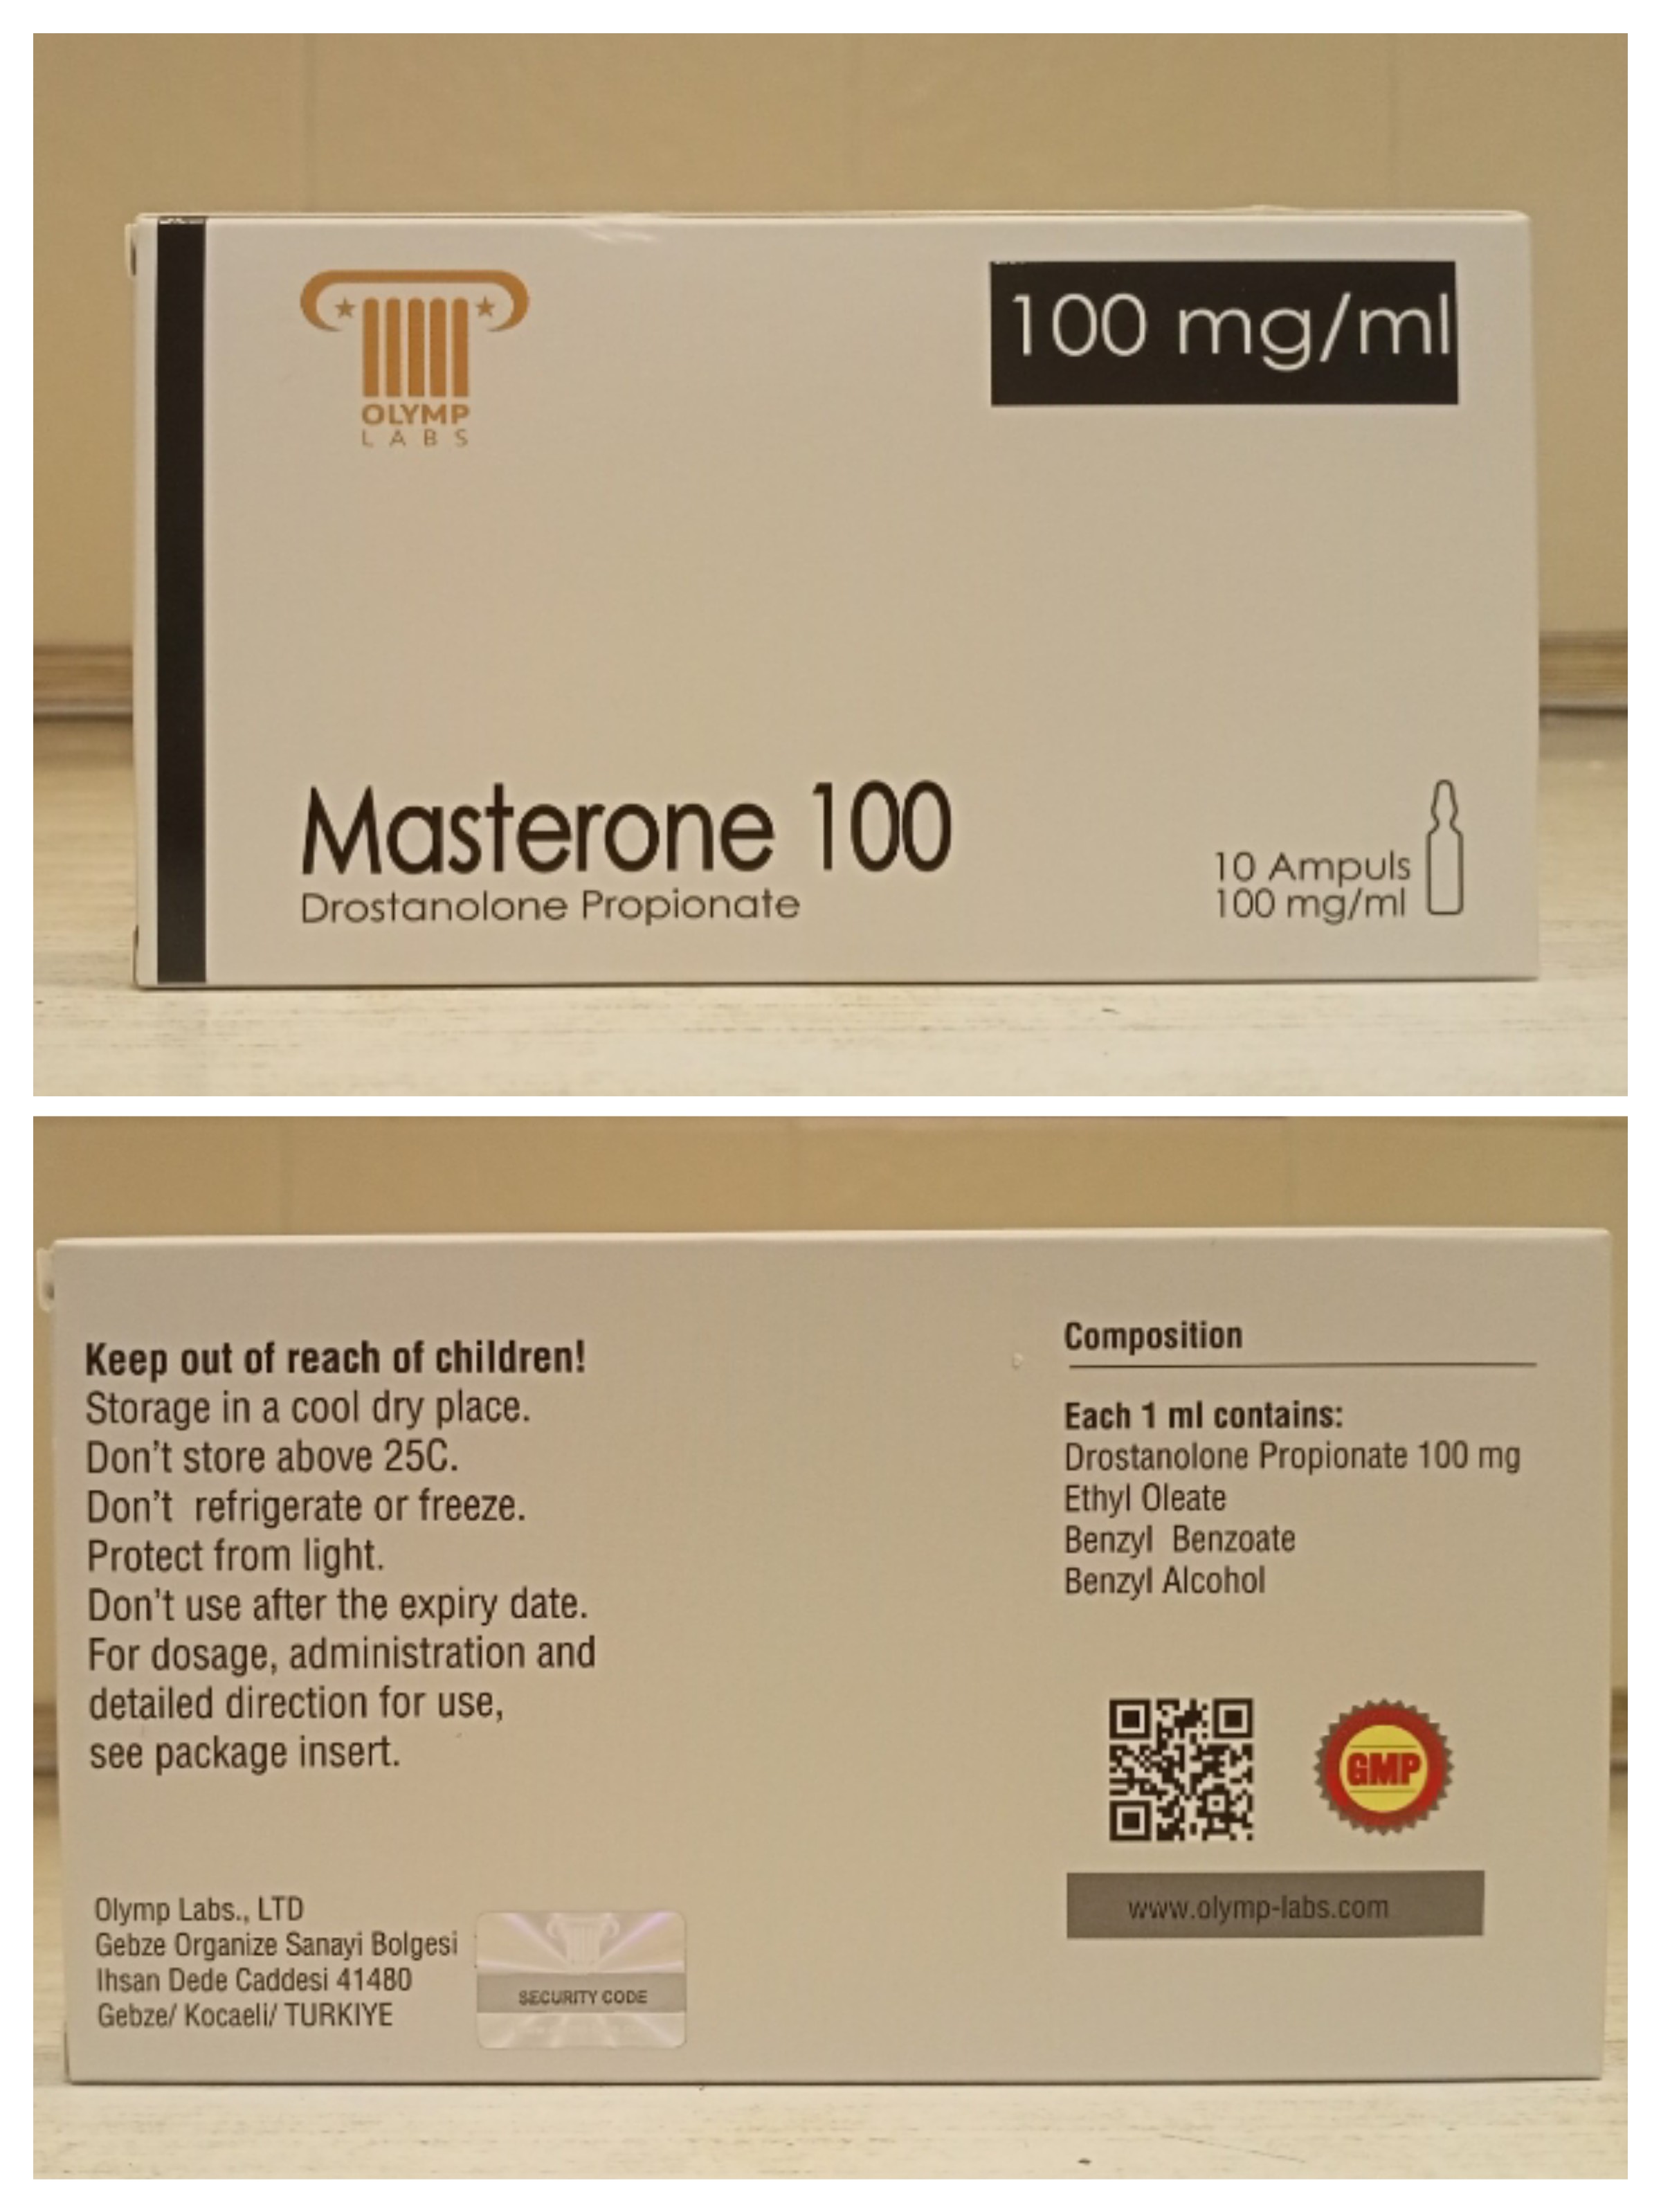 OLYMP
LABS
100 mg/ml
Masterone 100
Drostanolone Propionate
10 Ampuls
100 mg/ml
Keep out of reach of children!
Storage in a cool dry place.
Don't store above 25C.
Don't refrigerate or freeze.
Protect from light.
Don't use after the expiry date.
For dosage, administration and
detailed direction for use,
see package insert.
Olymp Labs., LTD
Gebze Organize Sanayi Bolgesi
Ihsan Dede Caddesi 41480
Gebze/ Kocaeli/ TURKIYE
SECURITY CODE
Composition
Each 1 ml contains:
Drostanolone Propionate 100 mg
Ethyl Oleate
Benzyl Benzoate
Benzyl Alcohol
GMP
www.olymp-labs.com